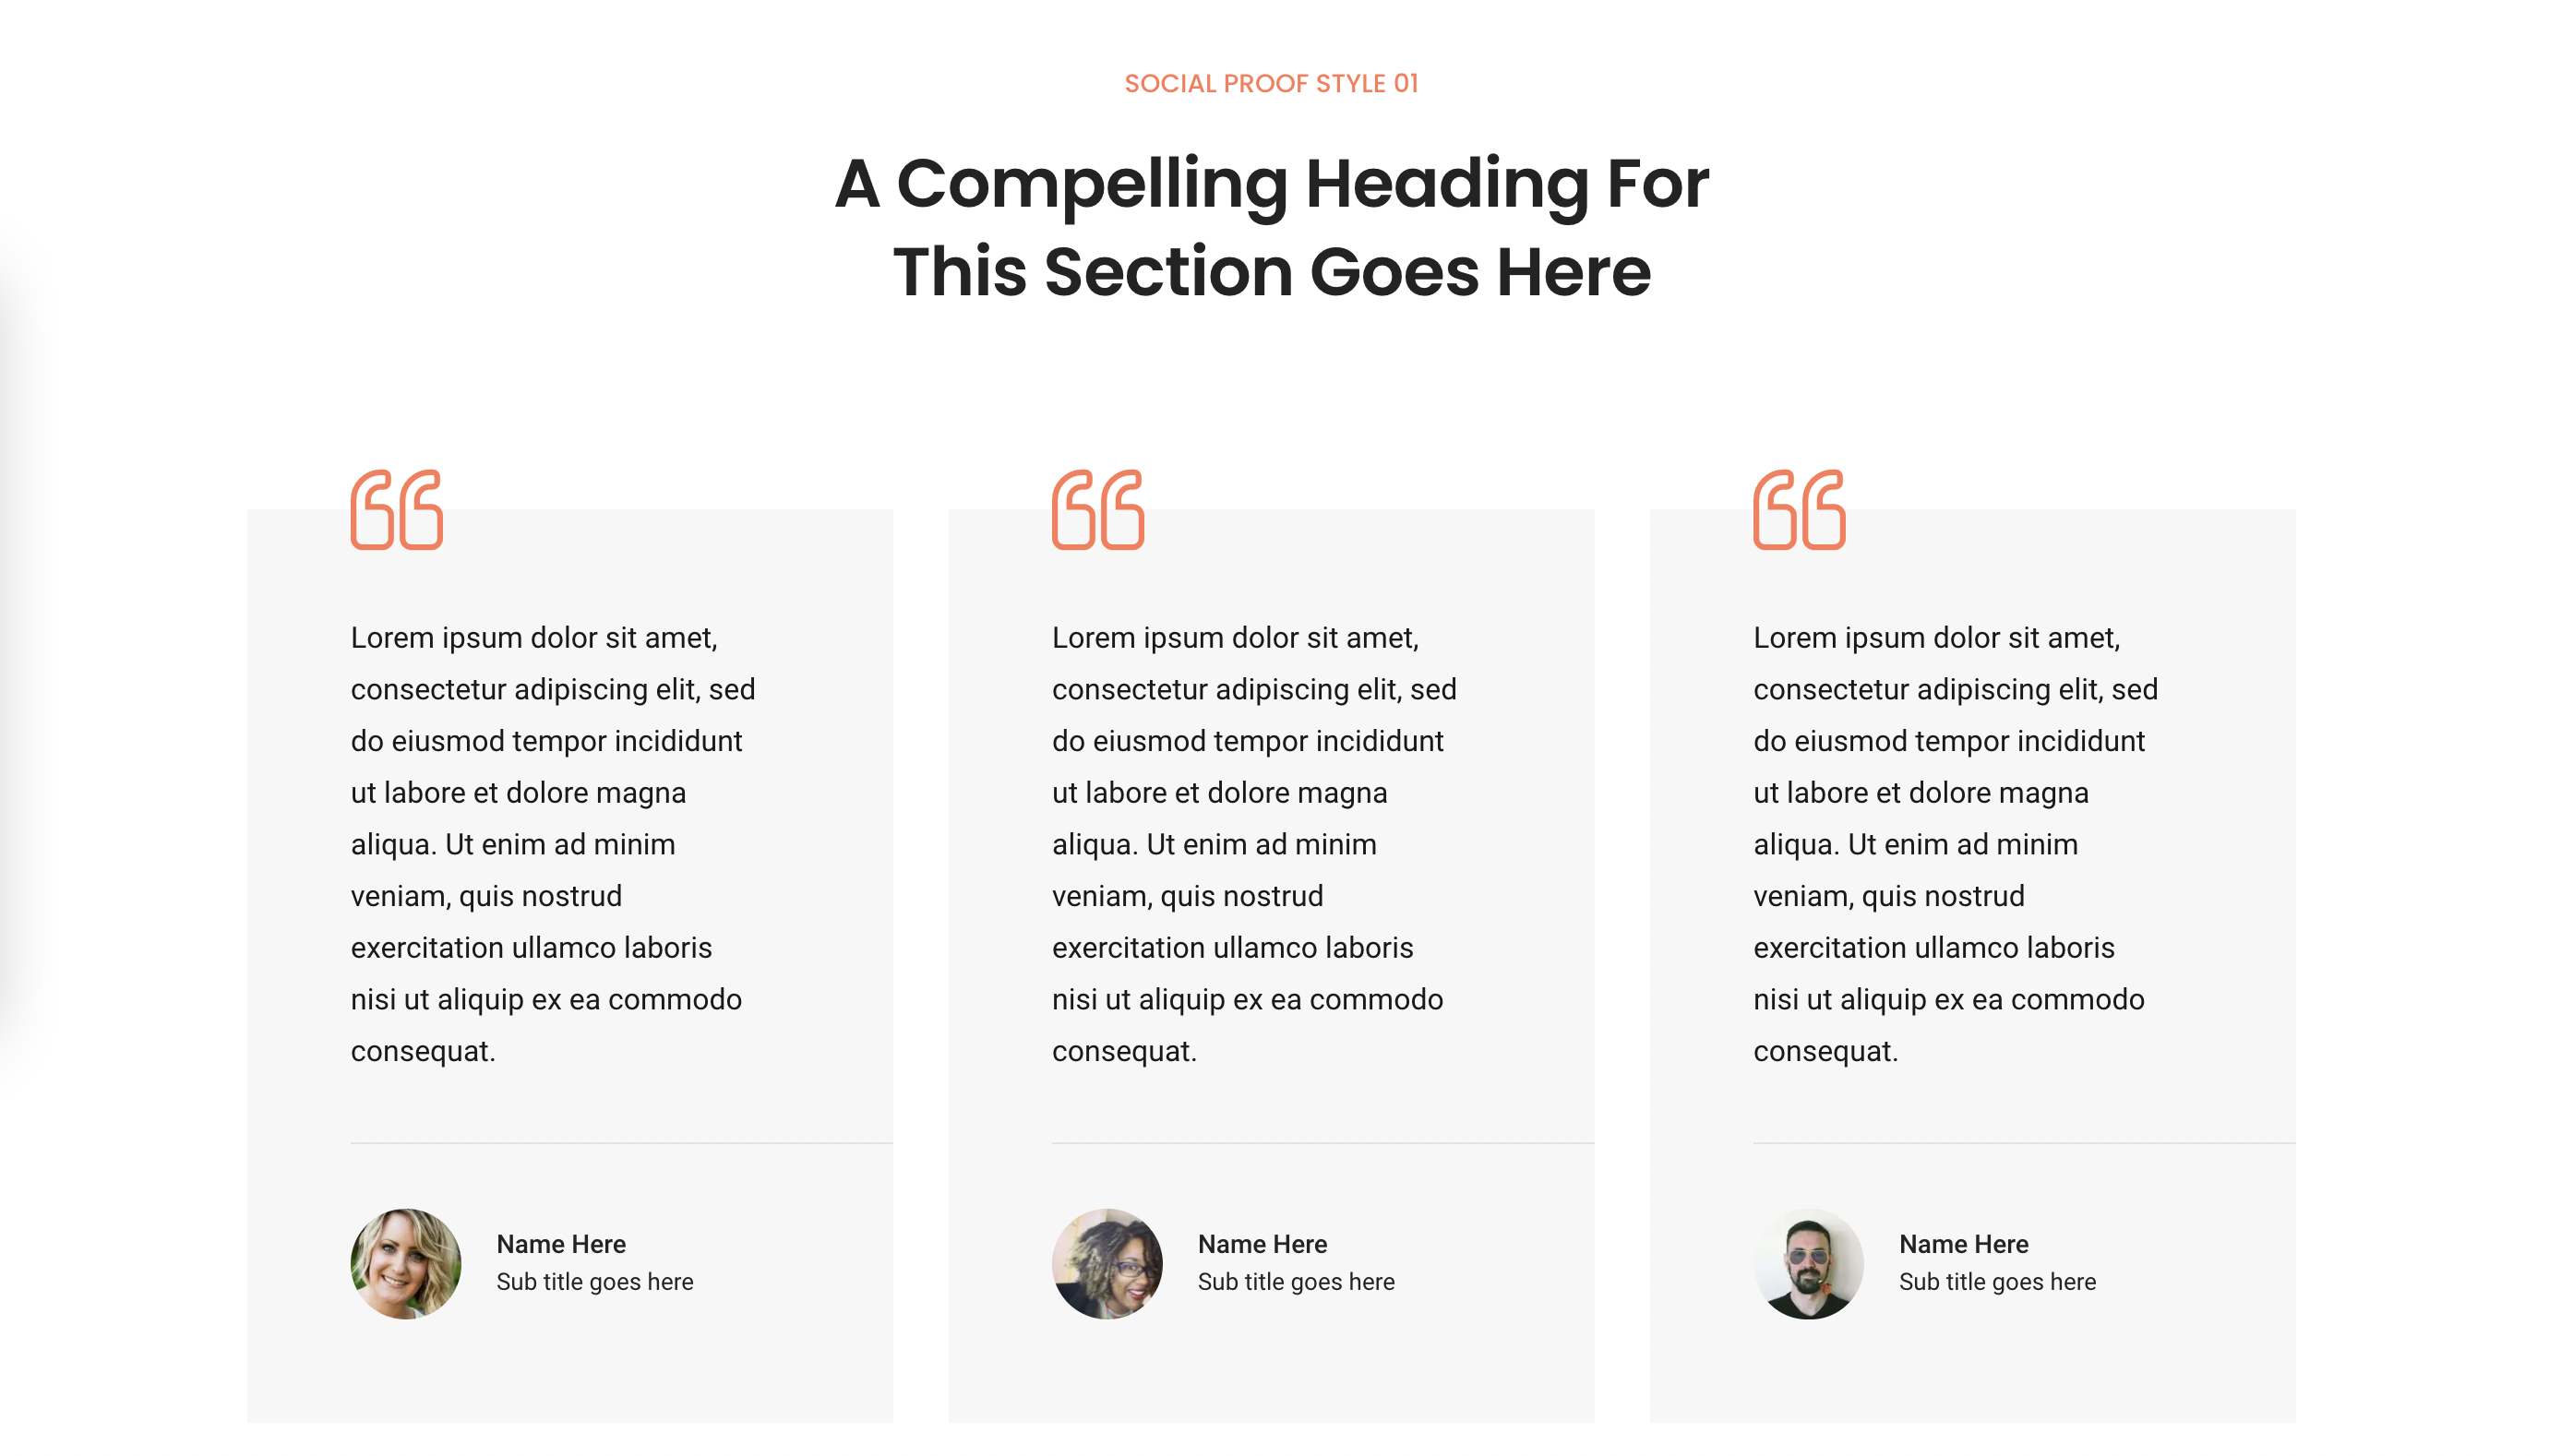 SOCIAL PROOF STYLE 01
A Compelling Heading For
This Section Goes Here
Lorem ipsum dolor sit amet,
consectetur adipiscing elit, sed
do eiusmod tempor incididunt
ut labore et dolore magna
aliqua. Ut enim ad minim
veniam, quis nostrud
exercitation ullamco laboris
nisi ut aliquip ex ea commodo
consequat.
Name Here
Sub title goes here
Lorem ipsum dolor sit amet,
consectetur adipiscing elit, sed
do eiusmod tempor incididunt
ut labore et dolore magna
aliqua. Ut enim ad minim
veniam, quis nostrud
exercitation ullamco laboris
nisi ut aliquip ex ea commodo
consequat.
Name Here
Sub title goes here
Lorem ipsum dolor sit amet,
consectetur adipiscing elit, sed
do eiusmod tempor incididunt
ut labore et dolore magna
aliqua. Ut enim ad minim
veniam, quis nostrud
exercitation ullamco laboris
nisi ut aliquip ex ea commodo
consequat.
Name Here
Sub title goes here